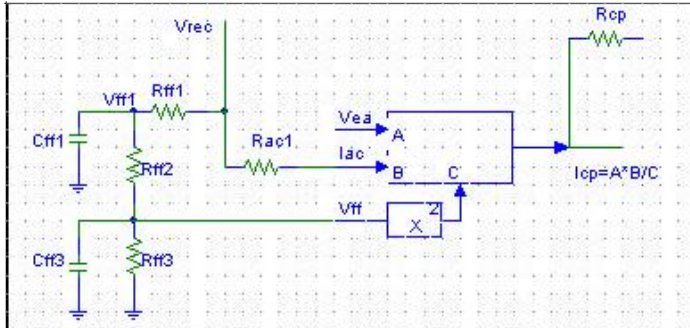 Rcp
Vrec
Vff1
Rff1
Cff1
Vea
A
Rac1
Iac
B
C
Icp=A*B/C
Rff2
Vff
X
2
Cff3
Rff3